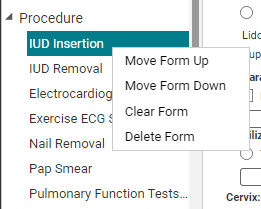 Procedure
IUD Insertion
IUD Removal
Electrocardiog
Exercise ECG S
Nail Removal
Pap Smear
Pulmonary Function Tests...
Move Form Up
Move Form Down
Clear Form
Delete Form
Lido
Cervix: